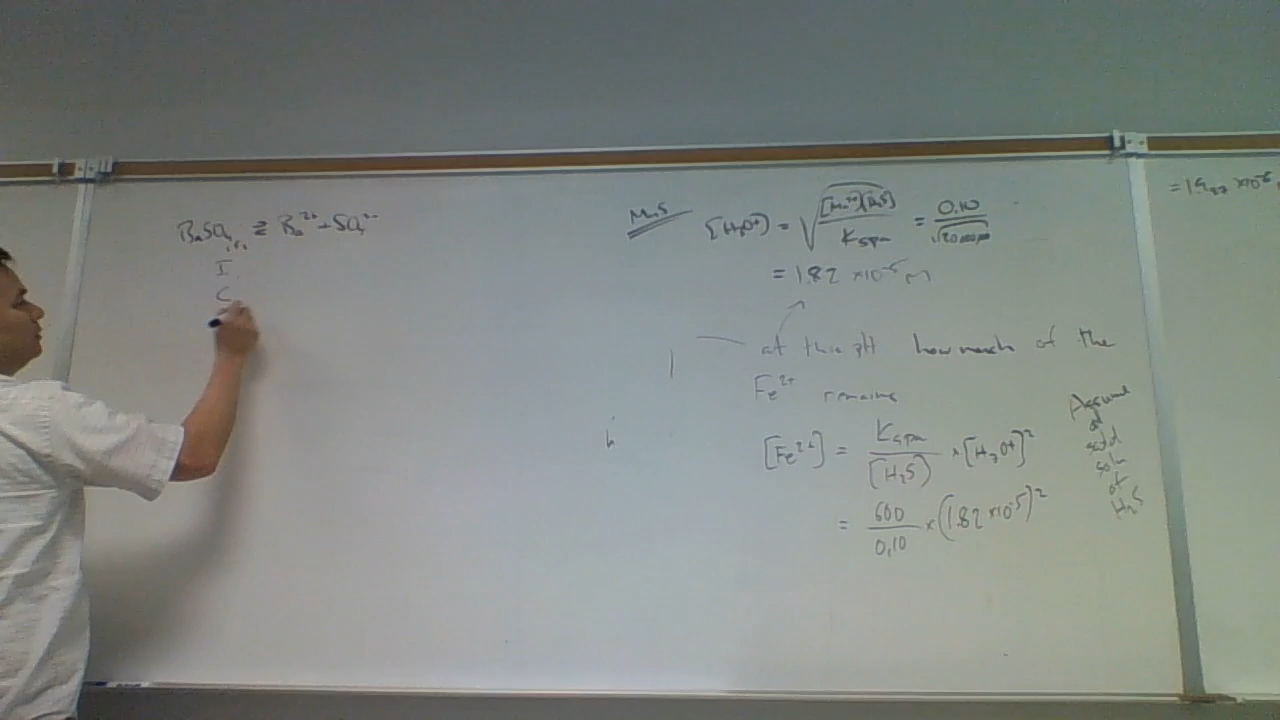 BaSO₄(s) ⇌ Ba²⁺ + SO₄²⁻
I
C
MnS
[H₃O⁺] = √([Mn²⁺][H₂S] / Kspa) = 0.10 / √
= 1.82 × 10⁻⁵ M
at this pH how much of the
Fe²⁺ remains
[Fe²⁺] = Kspa / [H₂S] × [H₃O⁺]²
= 600 / 0.10 × (1.82 × 10⁻⁵)²
Assume
satd
soln
of
H₂S